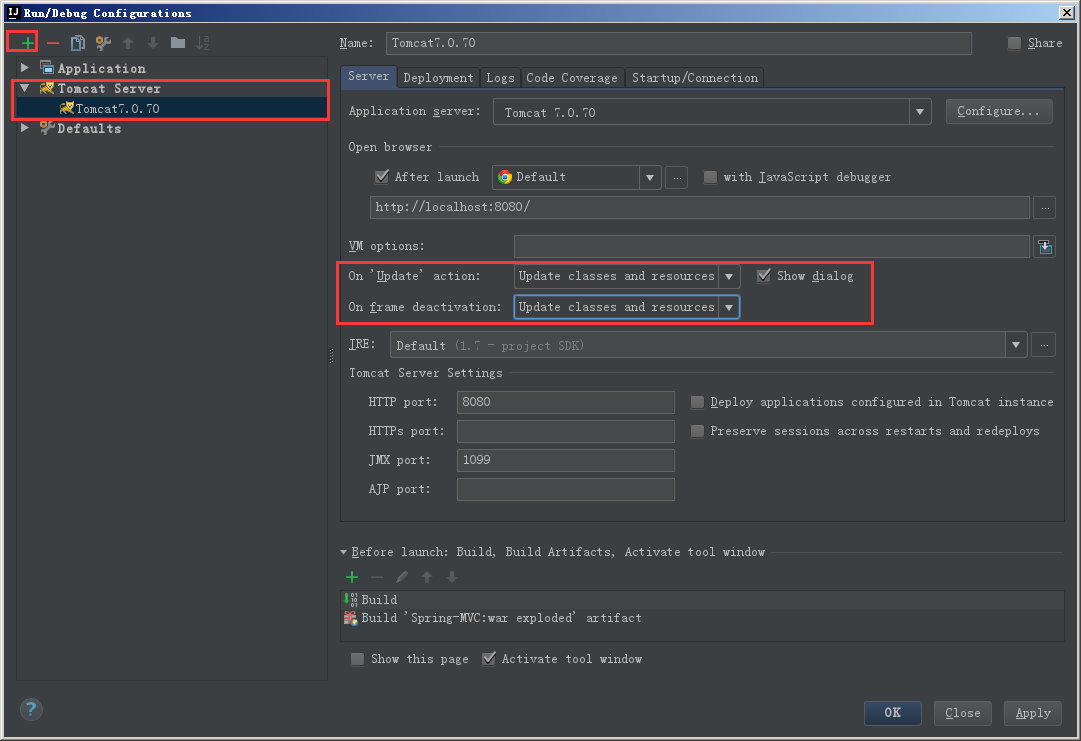 Run/Debug Configurations
Name: Tomcat7.0.70 Share
Application
Tomcat Server
Tomcat7.0.70
Defaults
Server Deployment Logs Code Coverage Startup/Connection
Application server: Tomcat 7.0.70 Configure...
Open browser
After launch Default ... with JavaScript debugger
http://localhost:8080/ ...
VM options:
On 'Update' action: Update classes and resources Show dialog
On frame deactivation: Update classes and resources
JRE: Default (1.7 - project SDK) ...
Tomcat Server Settings
HTTP port: 8080 Deploy applications configured in Tomcat instance
HTTPs port: Preserve sessions across restarts and redeploys
JMX port: 1099
AJP port:
Before launch: Build, Build Artifacts, Activate tool window
Build
Build 'Spring-MVC:war exploded' artifact
Show this page Activate tool window
? OK Close Apply